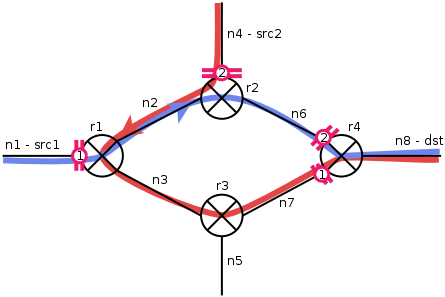 n4 - src2
2
r2
n2
r1
n6
r4
2
n1 - src1
1
n8 - dst
1
n3
r3
n7
n5